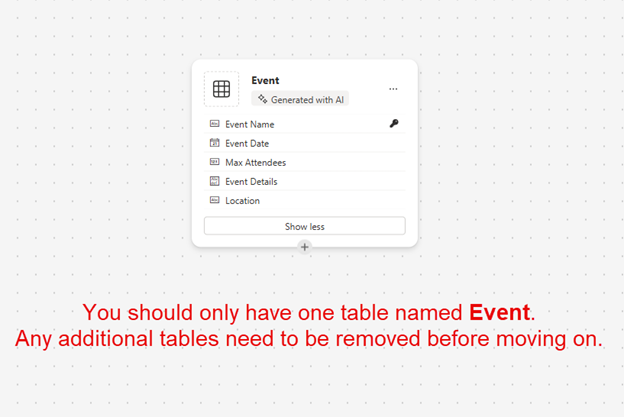 Event
Generated with AI
...
Event Name
Event Date
Max Attendees
Event Details
Location
Show less
+
You should only have one table named Event.
Any additional tables need to be removed before moving on.